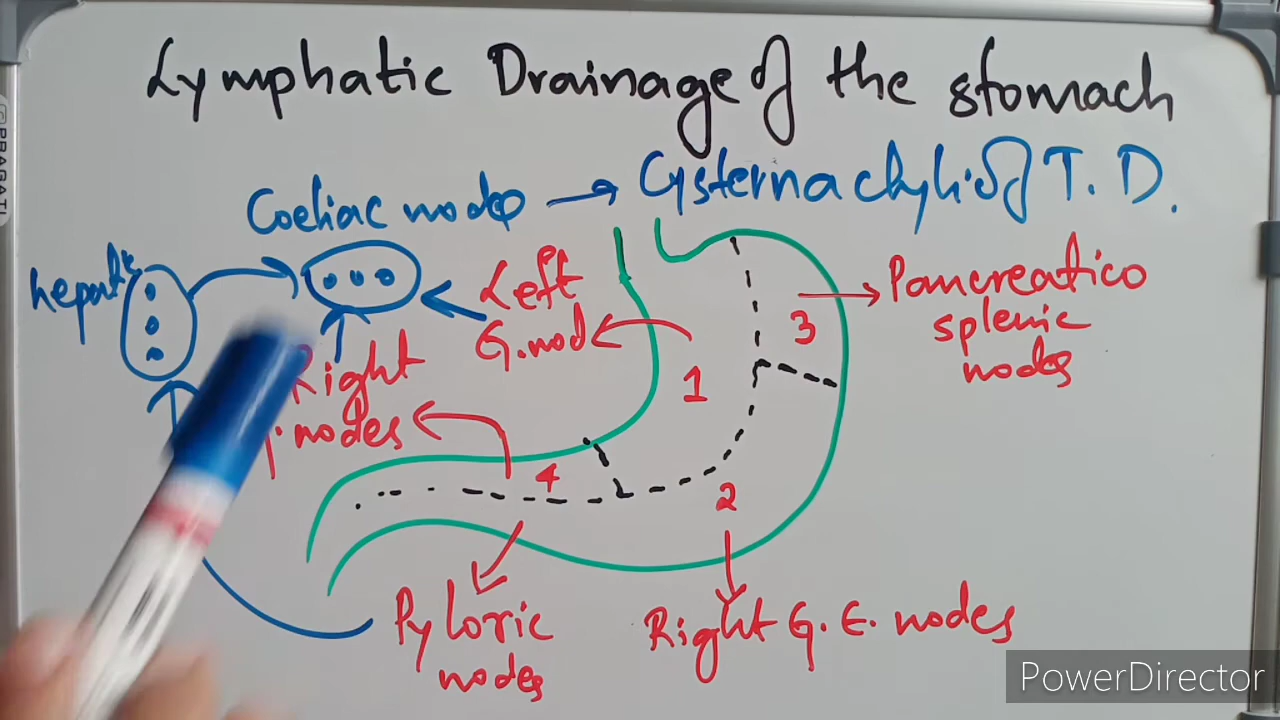 Lymphatic Drainage of the stomach
Coeliac nodes → Cysterna chyli of T. D.
hepatic
Left
G. nod
Right
nodes
Pancreatico
splenic
nodes
1
2
3
4
Pyloric
nodes
Right G. E. nodes
PRAGATI
PowerDirector